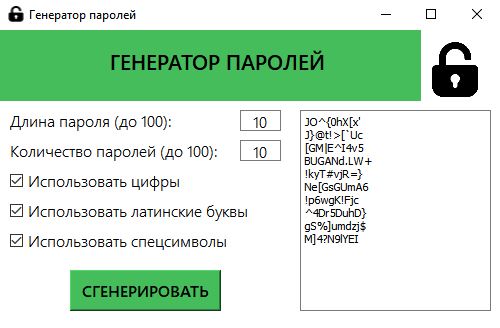 Генератор паролей
ГЕНЕРАТОР ПАРОЛЕЙ
Длина пароля (до 100): 10
Количество паролей (до 100): 10
Использовать цифры
Использовать латинские буквы
Использовать спецсимволы
СГЕНЕРИРОВАТЬ
JO^{0hX[x'
J}@t!>[`Uc
[GM|E^I4v5
BUGANd.LW+
!kyT#vjR=}
Ne[GsGUmA6
!p6wgK!Fjc
^4Dr5DuhD}
gS%]umdzj$
M]4?N9lYEI